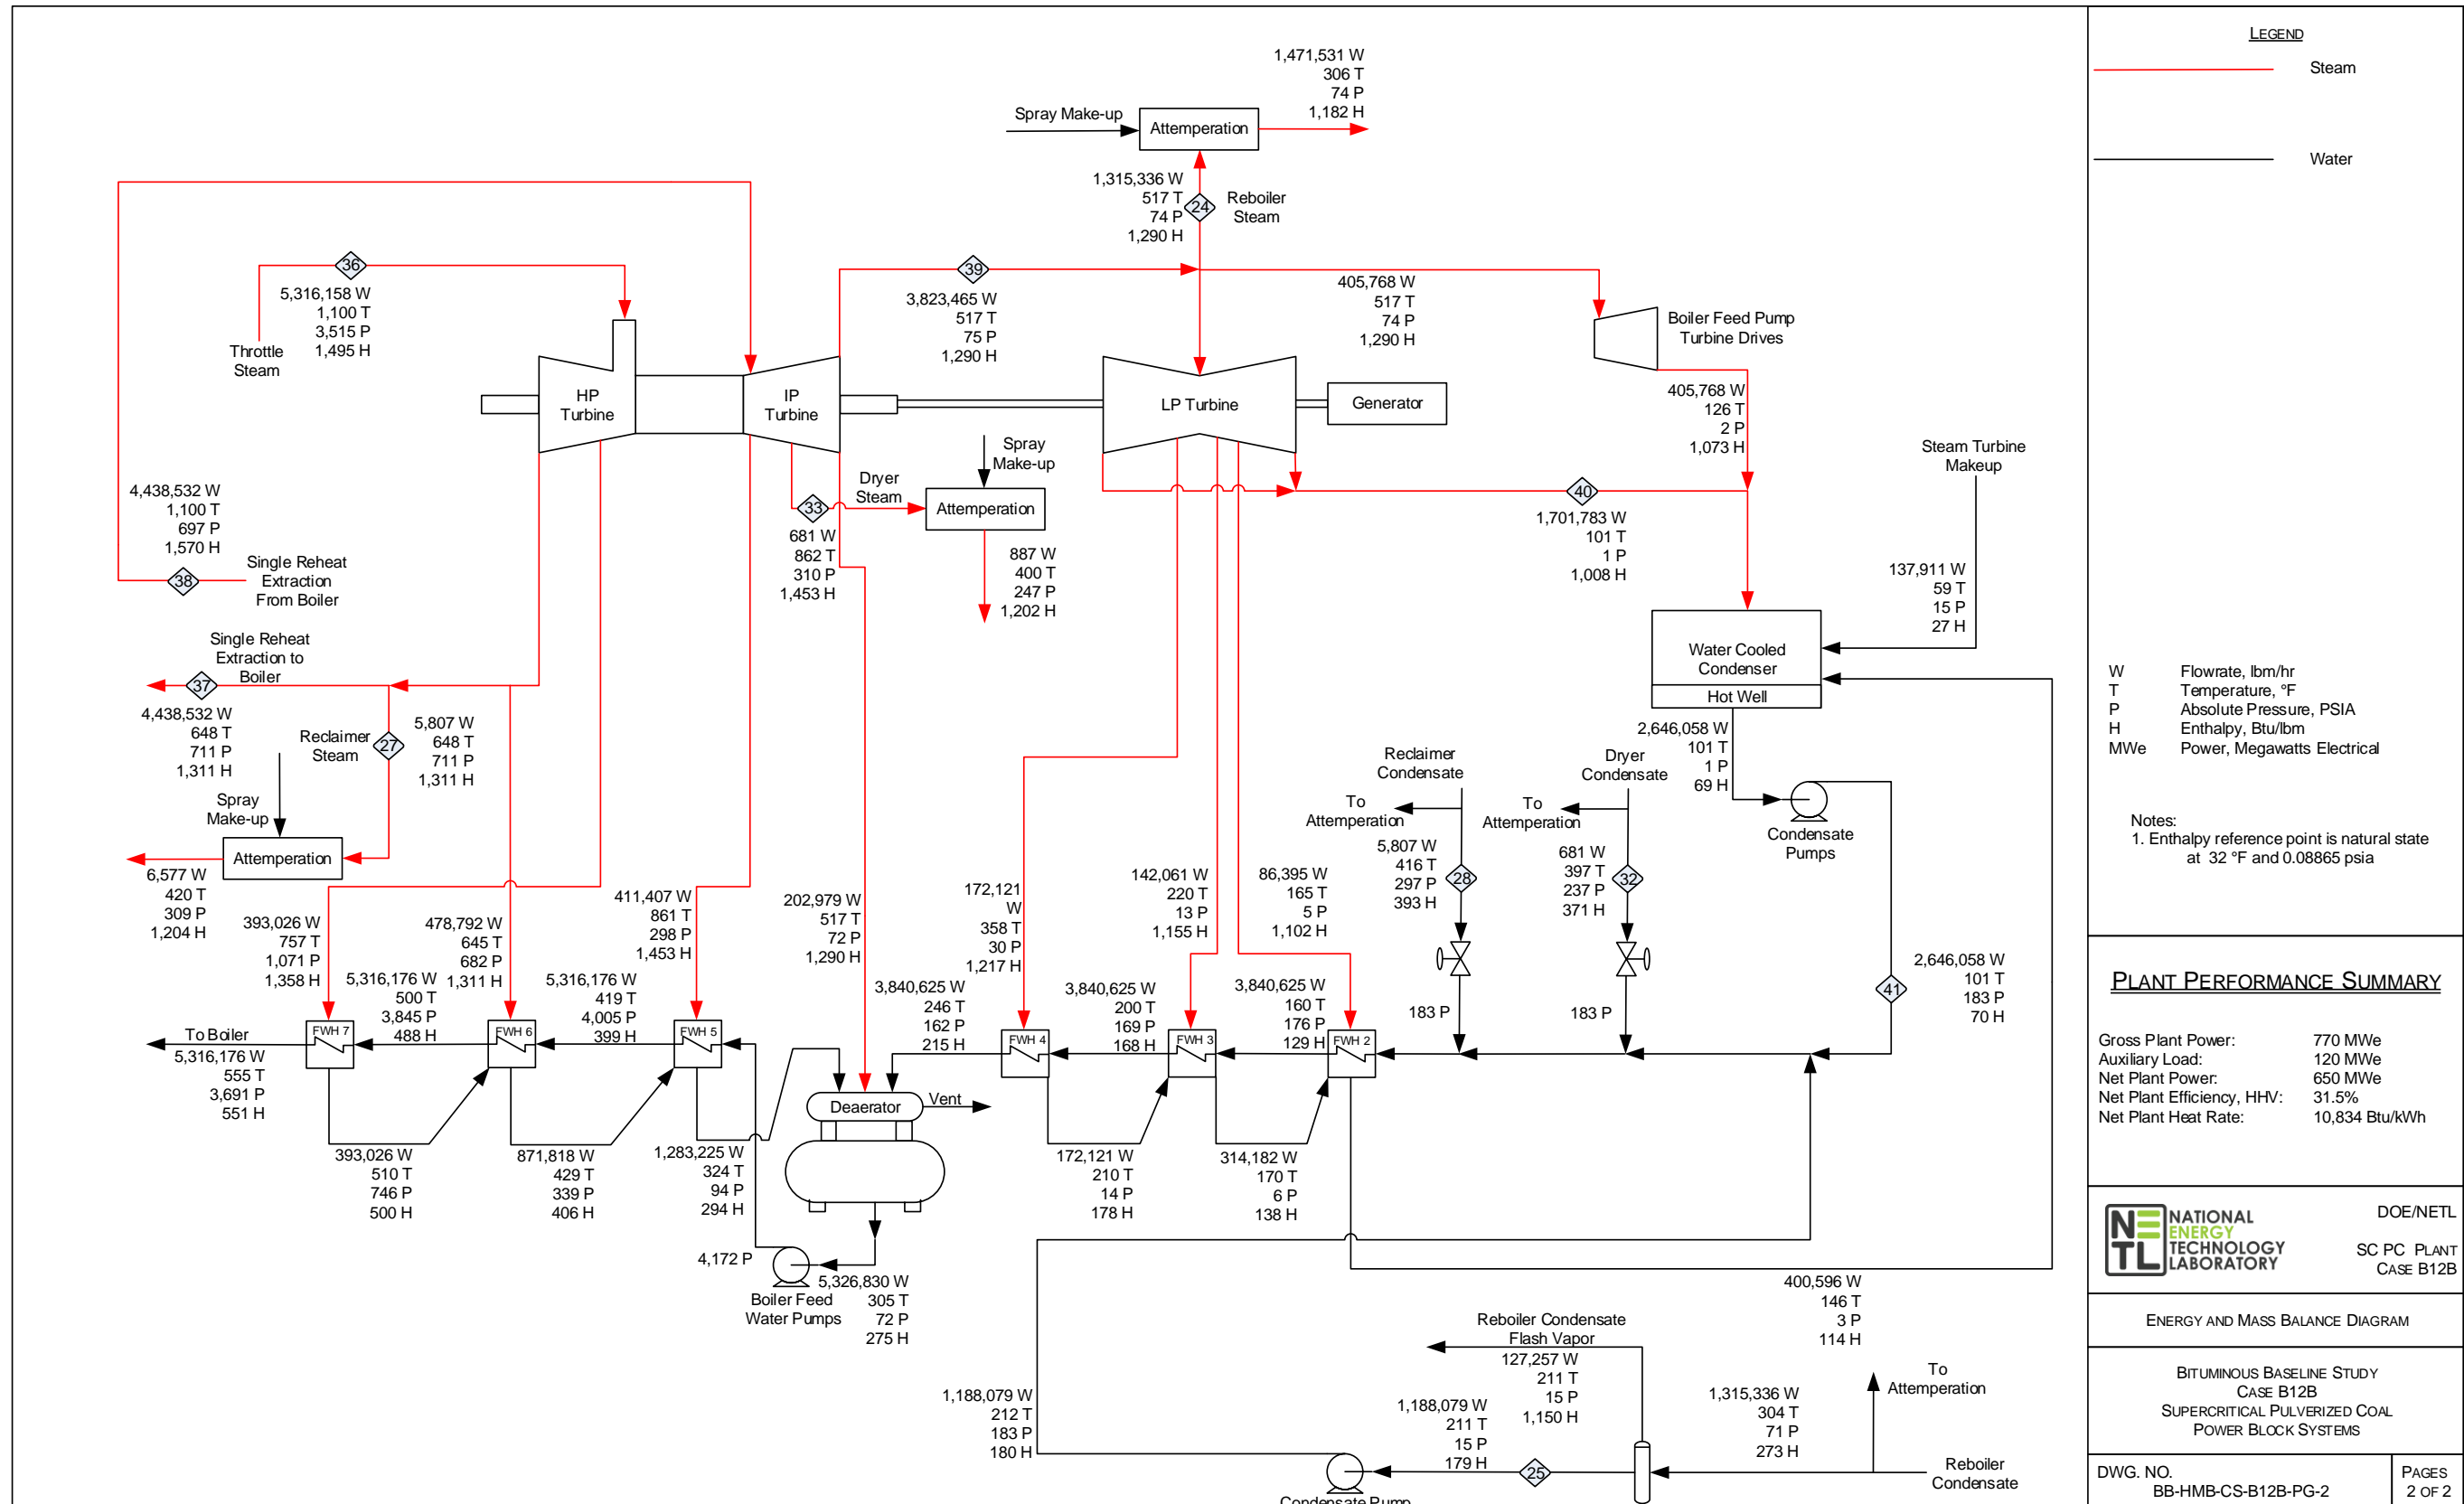 LEGEND
Steam
Water
W Flowrate, lbm/hr
T Temperature, °F
P Absolute Pressure, PSIA
H Enthalpy, Btu/lbm
MWe Power, Megawatts Electrical
Notes:
1. Enthalpy reference point is natural state
at 32 °F and 0.08865 psia
PLANT PERFORMANCE SUMMARY
Gross Plant Power: 770 MWe
Auxiliary Load: 120 MWe
Net Plant Power: 650 MWe
Net Plant Efficiency, HHV: 31.5%
Net Plant Heat Rate: 10,834 Btu/kWh
NETL
NATIONAL
ENERGY
TECHNOLOGY
LABORATORY
DOE/NETL
SC PC PLANT
CASE B12B
ENERGY AND MASS BALANCE DIAGRAM
BITUMINOUS BASELINE STUDY
CASE B12B
SUPERCRITICAL PULVERIZED COAL
POWER BLOCK SYSTEMS
DWG. NO.
BB-HMB-CS-B12B-PG-2
PAGES
2 OF 2
1,471,531 W
306 T
74 P
1,182 H
Spray Make-up
Attemperation
1,315,336 W
517 T
74 P
1,290 H
24
Reboiler
Steam
36
5,316,158 W
1,100 T
3,515 P
1,495 H
Throttle
Steam
39
3,823,465 W
517 T
75 P
1,290 H
405,768 W
517 T
74 P
1,290 H
Boiler Feed Pump
Turbine Drives
HP
Turbine
IP
Turbine
LP Turbine
Generator
405,768 W
126 T
2 P
1,073 H
Steam Turbine
Makeup
Spray
Make-up
Dryer
Steam
33
Attemperation
681 W
862 T
310 P
1,453 H
887 W
400 T
247 P
1,202 H
40
1,701,783 W
101 T
1 P
1,008 H
137,911 W
59 T
15 P
27 H
4,438,532 W
1,100 T
697 P
1,570 H
38
Single Reheat
Extraction
From Boiler
Single Reheat
Extraction to
Boiler
37
4,438,532 W
648 T
711 P
1,311 H
Reclaimer
Steam
27
5,807 W
648 T
711 P
1,311 H
Spray
Make-up
Attemperation
6,577 W
420 T
309 P
1,204 H
Water Cooled
Condenser
Hot Well
2,646,058 W
101 T
1 P
69 H
Condensate
Pumps
Reclaimer
Condensate
To
Attemperation
5,807 W
416 T
297 P
393 H
28
183 P
Dryer
Condensate
To
Attemperation
681 W
397 T
237 P
371 H
32
183 P
2,646,058 W
101 T
183 P
70 H
41
393,026 W
757 T
1,071 P
1,358 H
478,792 W
645 T
682 P
1,311 H
411,407 W
861 T
298 P
1,453 H
202,979 W
517 T
72 P
1,290 H
172,121
W
358 T
30 P
1,217 H
142,061 W
220 T
13 P
1,155 H
86,395 W
165 T
5 P
1,102 H
To Boiler
5,316,176 W
555 T
3,691 P
551 H
FWH 7
5,316,176 W
500 T
3,845 P
488 H
FWH 6
5,316,176 W
419 T
4,005 P
399 H
FWH 5
3,840,625 W
246 T
162 P
215 H
FWH 4
3,840,625 W
200 T
169 P
168 H
FWH 3
3,840,625 W
160 T
176 P
129 H
FWH 2
Deaerator
Vent
393,026 W
510 T
746 P
500 H
871,818 W
429 T
339 P
406 H
1,283,225 W
324 T
94 P
294 H
172,121 W
210 T
14 P
178 H
314,182 W
170 T
6 P
138 H
4,172 P
Boiler Feed
Water Pumps
5,326,830 W
305 T
72 P
275 H
400,596 W
146 T
3 P
114 H
Reboiler Condensate
Flash Vapor
127,257 W
211 T
15 P
1,150 H
1,188,079 W
212 T
183 P
180 H
1,188,079 W
211 T
15 P
179 H
25
1,315,336 W
304 T
71 P
273 H
To
Attemperation
Reboiler
Condensate
Condensate Pump